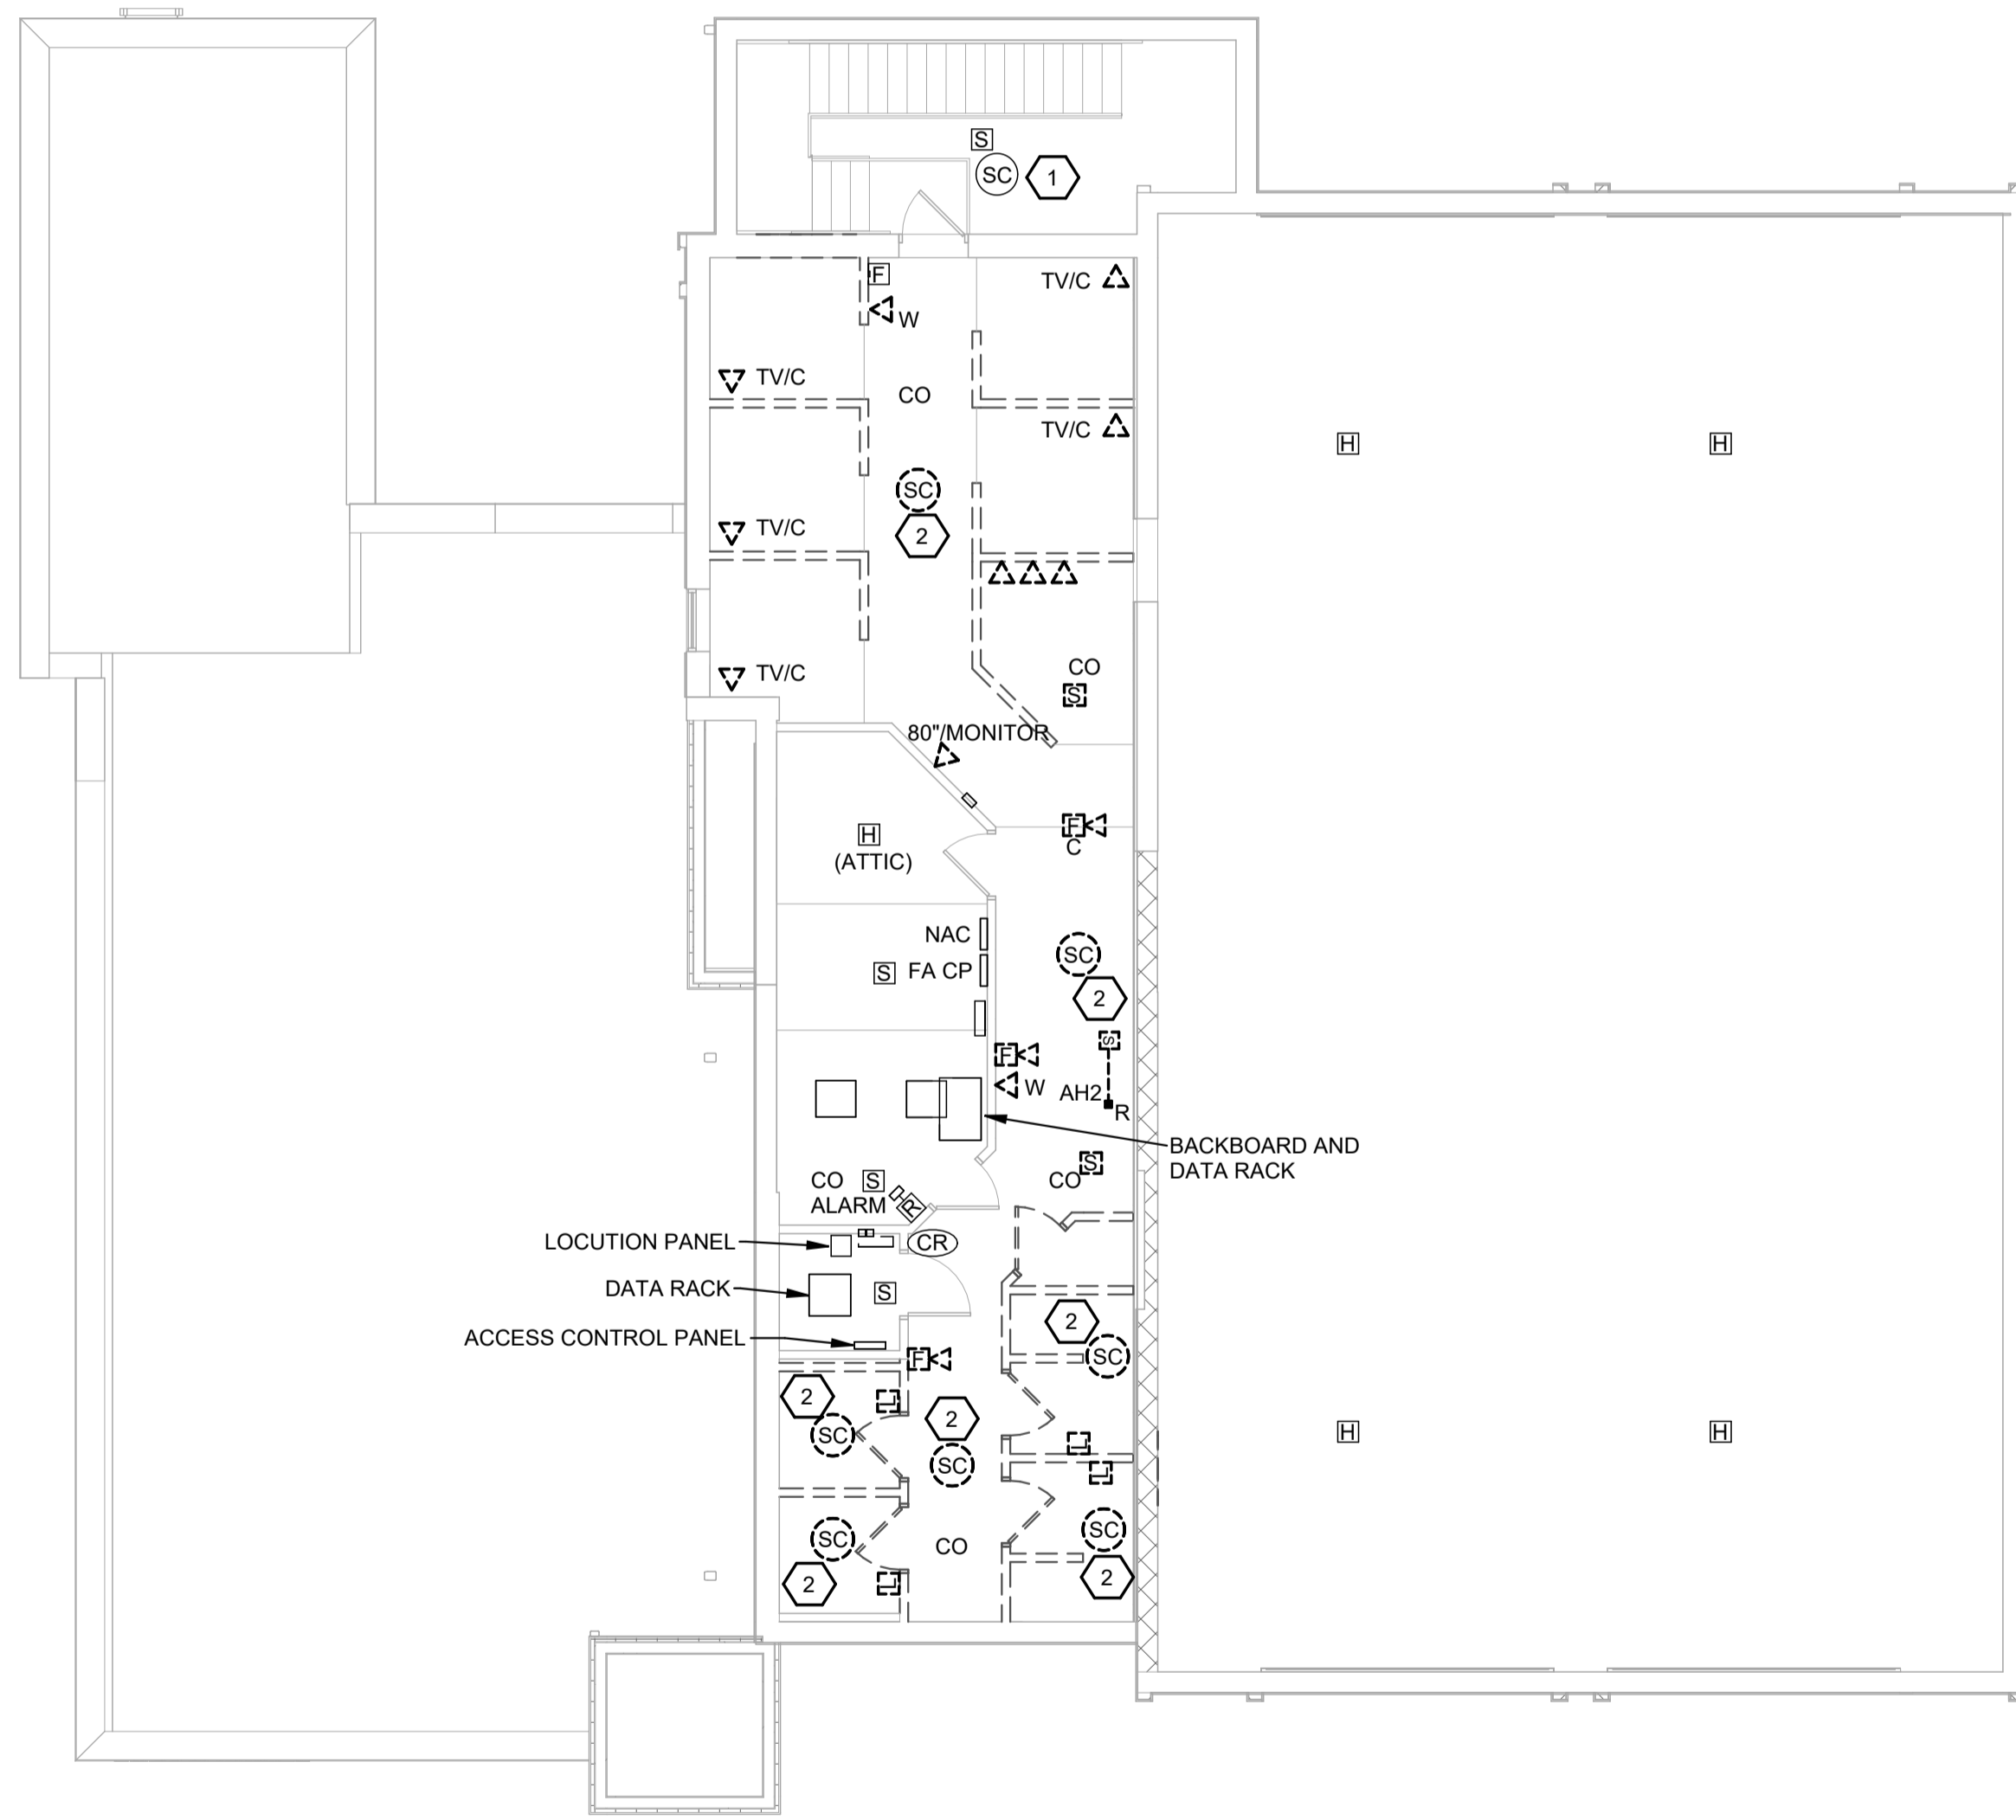 S
SC 1
F
TV/C
W
TV/C
CO
TV/C
H
H
SC
2
TV/C
CO
S
TV/C
80"/MONITOR
H
(ATTIC)
F
C
NAC
SC
S FA CP
2
S
F
W
AH2
R
BACKBOARD AND
DATA RACK
S
CO
CO
ALARM
S
R
LOCUTION PANEL
CR
DATA RACK
S
2
ACCESS CONTROL PANEL
F
SC
2
L
2
SC
L
H
H
SC
L
SC
SC
CO
2
L
2